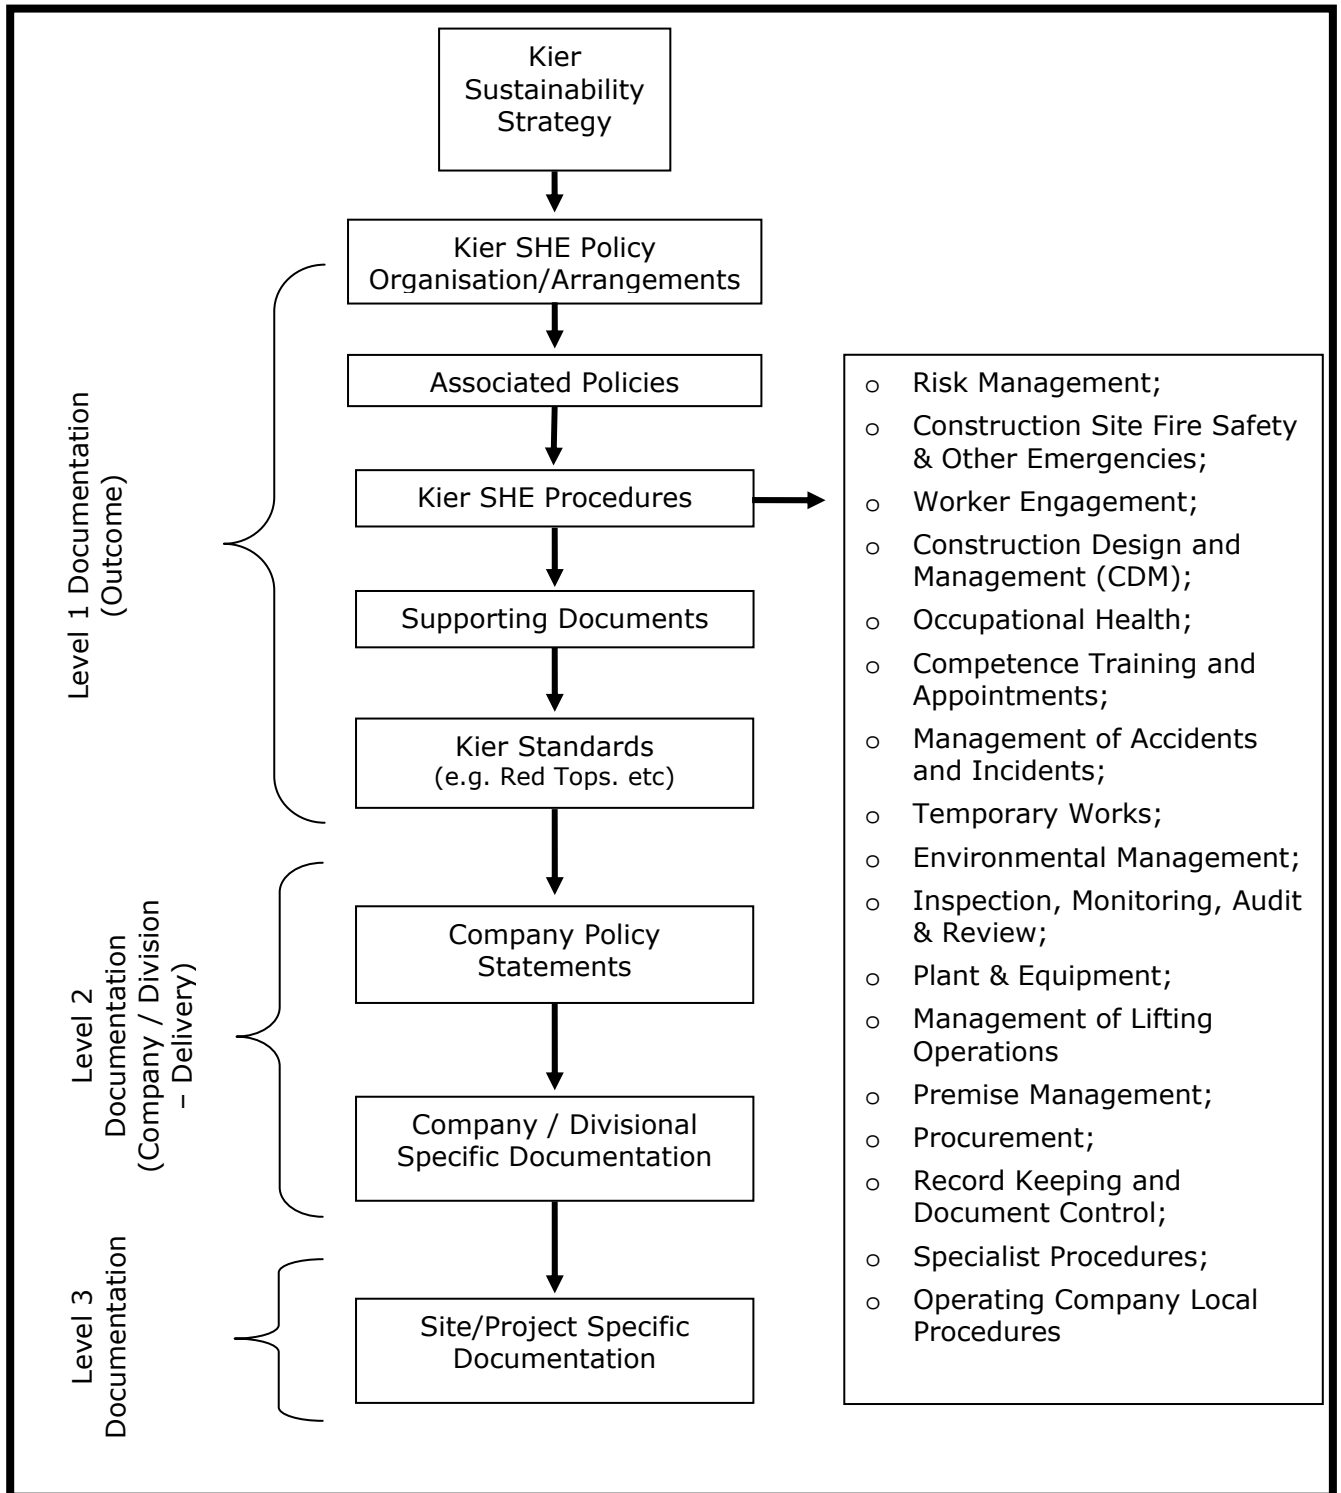 Kier
Sustainability
Strategy
Kier SHE Policy
Organisation/Arrangements
Associated Policies
Kier SHE Procedures
Supporting Documents
Kier Standards
(e.g. Red Tops. etc)
Company Policy
Statements
Company / Divisional
Specific Documentation
Site/Project Specific
Documentation
Level 1 Documentation
(Outcome)
Level 2
Documentation
(Company / Division
– Delivery)
Level 3
Documentation
o Risk Management;
o Construction Site Fire Safety
& Other Emergencies;
o Worker Engagement;
o Construction Design and
Management (CDM);
o Occupational Health;
o Competence Training and
Appointments;
o Management of Accidents
and Incidents;
o Temporary Works;
o Environmental Management;
o Inspection, Monitoring, Audit
& Review;
o Plant & Equipment;
o Management of Lifting
Operations
o Premise Management;
o Procurement;
o Record Keeping and
Document Control;
o Specialist Procedures;
o Operating Company Local
Procedures